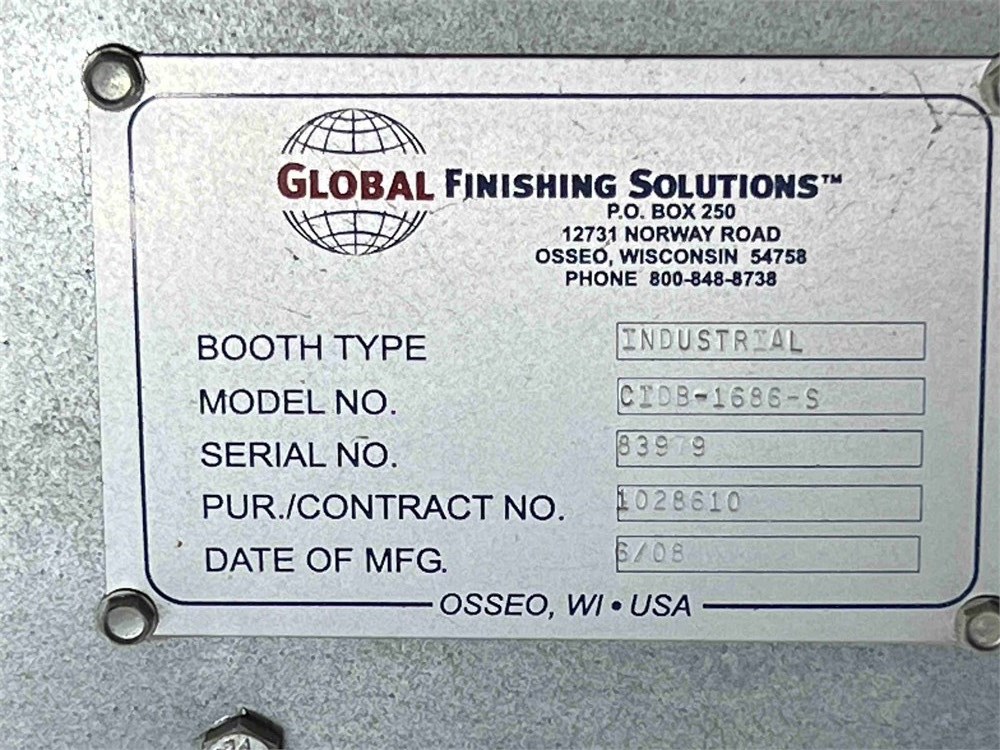 GLOBAL FINISHING SOLUTIONS™
P.O. BOX 250
12731 NORWAY ROAD
OSSEO, WISCONSIN 54758
PHONE 800-848-8738
BOOTH TYPE INDUSTRIAL
MODEL NO. CIDB-1686-S
SERIAL NO. 83979
PUR./CONTRACT NO. 1028610
DATE OF MFG. 6/08
OSSEO, WI • USA